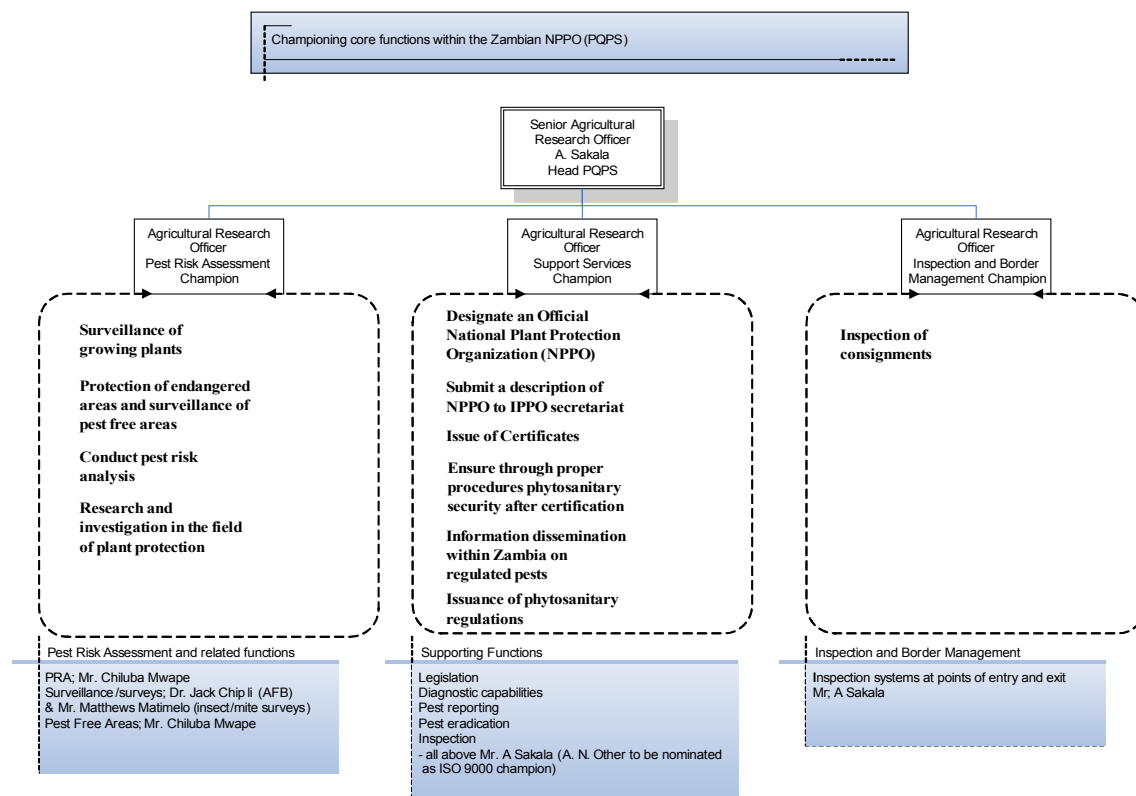 Championing core functions within the Zambian NPPO (PQPS)
Senior Agricultural
Research Officer
A. Sakala
Head PQPS
Agricultural Research
Officer
Pest Risk Assessment
Champion
Agricultural Research
Officer
Support Services
Champion
Agricultural Research
Officer
Inspection and Border
Management Champion
Surveillance of
growing plants
Protection of endangered
areas and surveillance of
pest free areas
Conduct pest risk
analysis
Research and
investigation in the field
of plant protection
Designate an Official
National Plant Protection
Organization (NPPO)
Submit a description of
NPPO to IPPO secretariat
Issue of Certificates
Ensure through proper
procedures phytosanitary
security after certification
Information dissemination
within Zambia on
regulated pests
Issuance of phytosanitary
regulations
Inspection of
consignments
Pest Risk Assessment and related functions
PRA; Mr. Chiluba Mwape
Surveillance/surveys; Dr. Jack Chipili (AFB)
& Mr. Matthews Matimelo (insect/mite surveys)
Pest Free Areas; Mr. Chiluba Mwape
Supporting Functions
Legislation
Diagnostic capabilities
Pest reporting
Pest eradication
Inspection
- all above Mr. A Sakala (A. N. Other to be nominated
as ISO 9000 champion)
Inspection and Border Management
Inspection systems at points of entry and exit
Mr; A Sakala